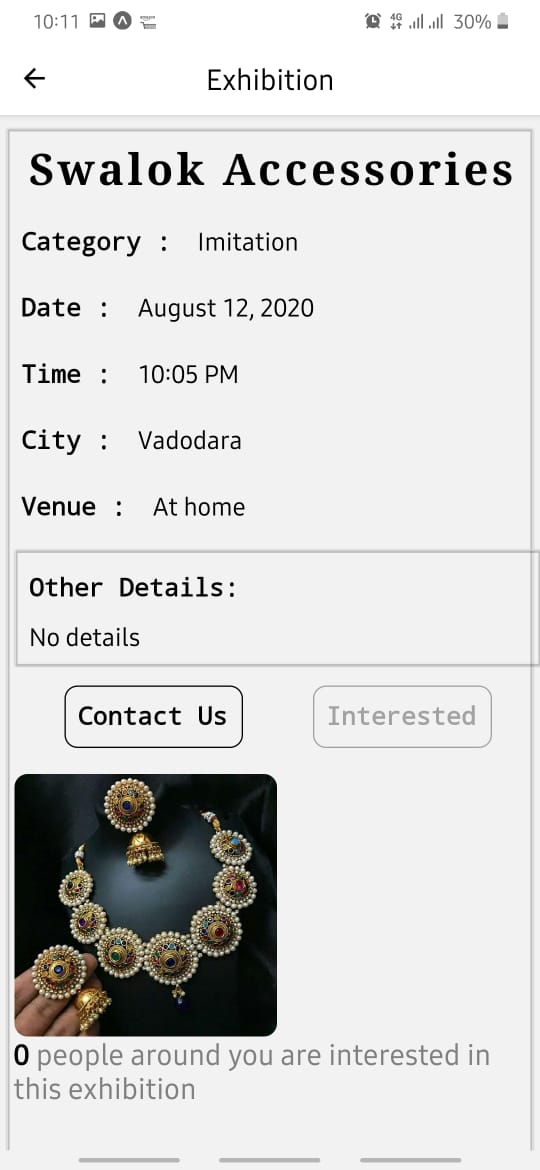 10:11 4G 30%
Exhibition
Swalok Accessories
Category : Imitation
Date : August 12, 2020
Time : 10:05 PM
City : Vadodara
Venue : At home
Other Details:
No details
Contact Us Interested
0 people around you are interested in
this exhibition